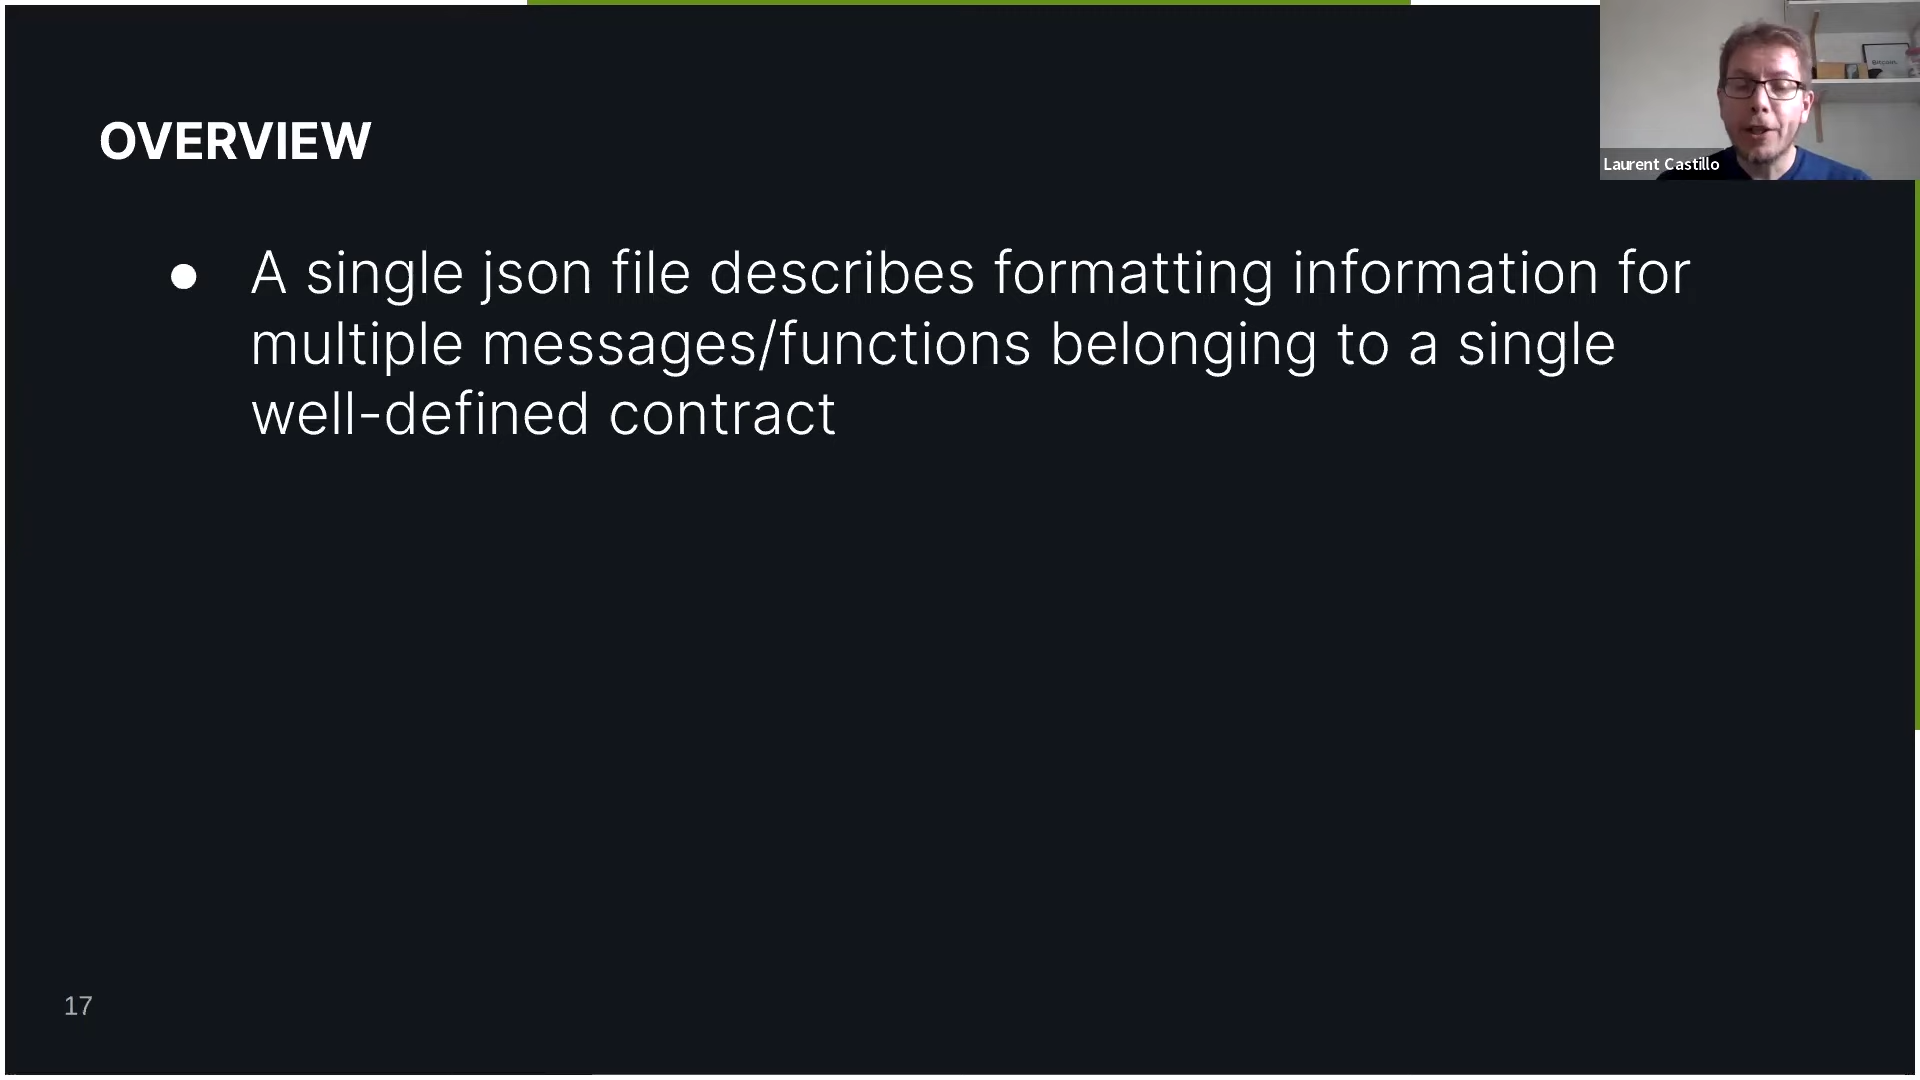 OVERVIEW
Laurent Castillo
● A single json file describes formatting information for
multiple messages/functions belonging to a single
well-defined contract
17